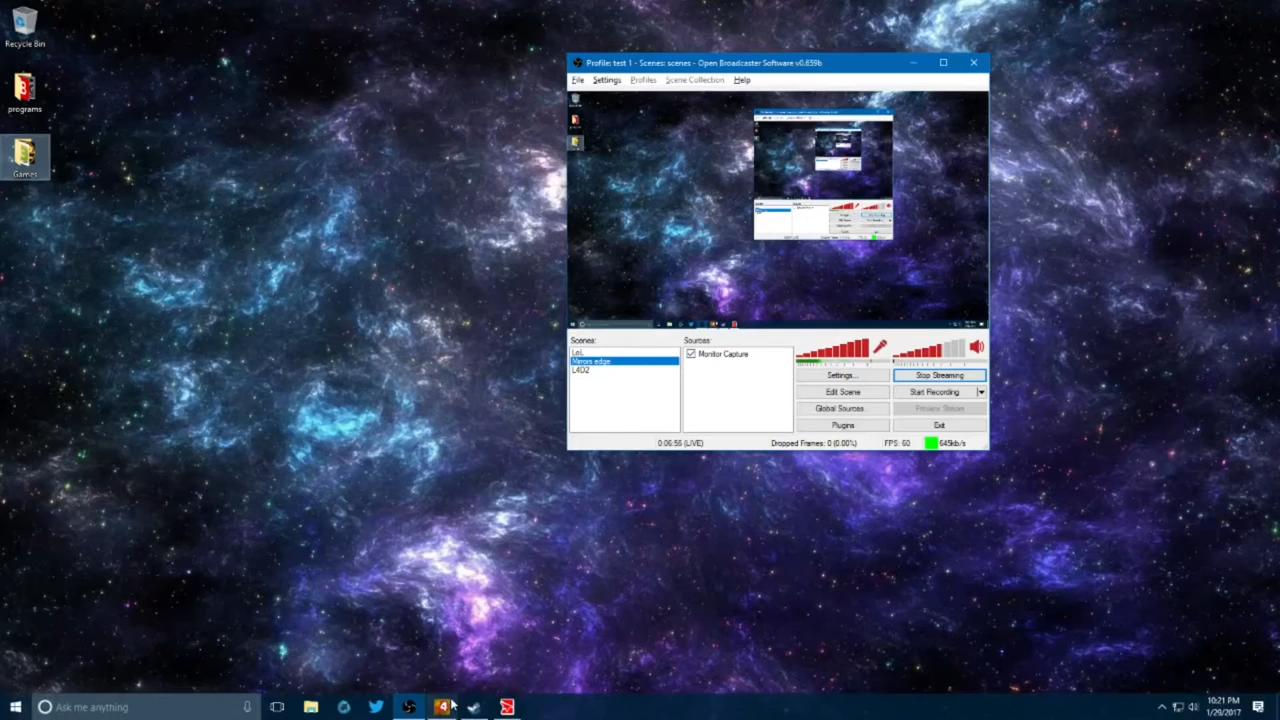 Recycle Bin
programs
Games
Profile: test 1 - Scenes: scenes - Open Broadcaster Software v0.659b
File Settings Profiles Scene Collection Help
Scenes:
LoL
Mirrors edge
L4D2
Sources:
Monitor Capture
Settings...
Stop Streaming
Edit Scene
Start Recording
Global Sources...
Preview Stream
Plugins
Exit
0:06:56 (LIVE)
Dropped Frames: 0 (0.00%)
FPS: 60
645kb/s
Ask me anything
4
10:21 PM
1/29/2017